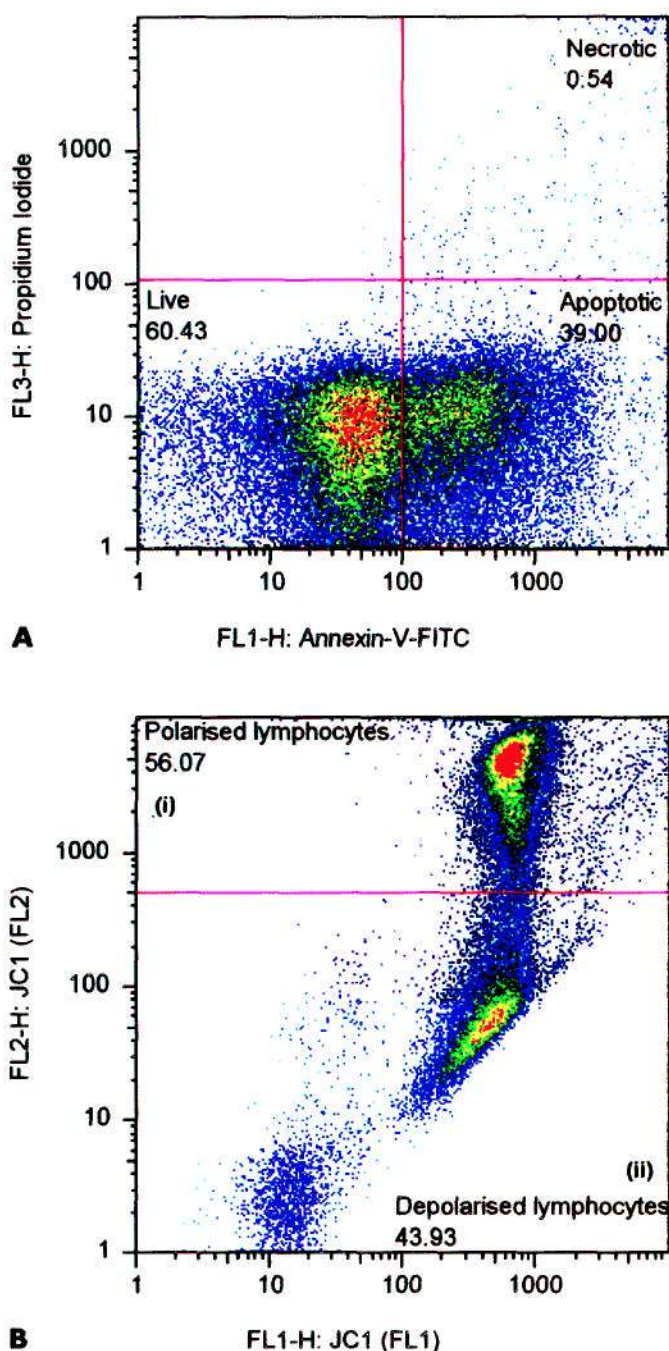 Necrotic
0.54
1000
100
10
1
Live
60.43
Apoptotic
39.00
FL3-H: Propidium Iodide
1 10 100 1000
A
FL1-H: Annexin-V-FITC
Polarised lymphocytes
56.07
(i)
1000
100
10
1
FL2-H: JC1 (FL2)
(ii)
Depolarised lymphocytes
43.93
1 10 100 1000
B
FL1-H: JC1 (FL1)